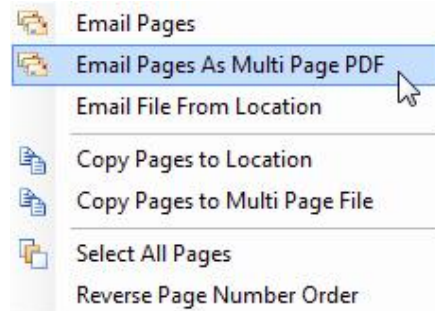 Email Pages
Email Pages As Multi Page PDF
Email File From Location
Copy Pages to Location
Copy Pages to Multi Page File
Select All Pages
Reverse Page Number Order